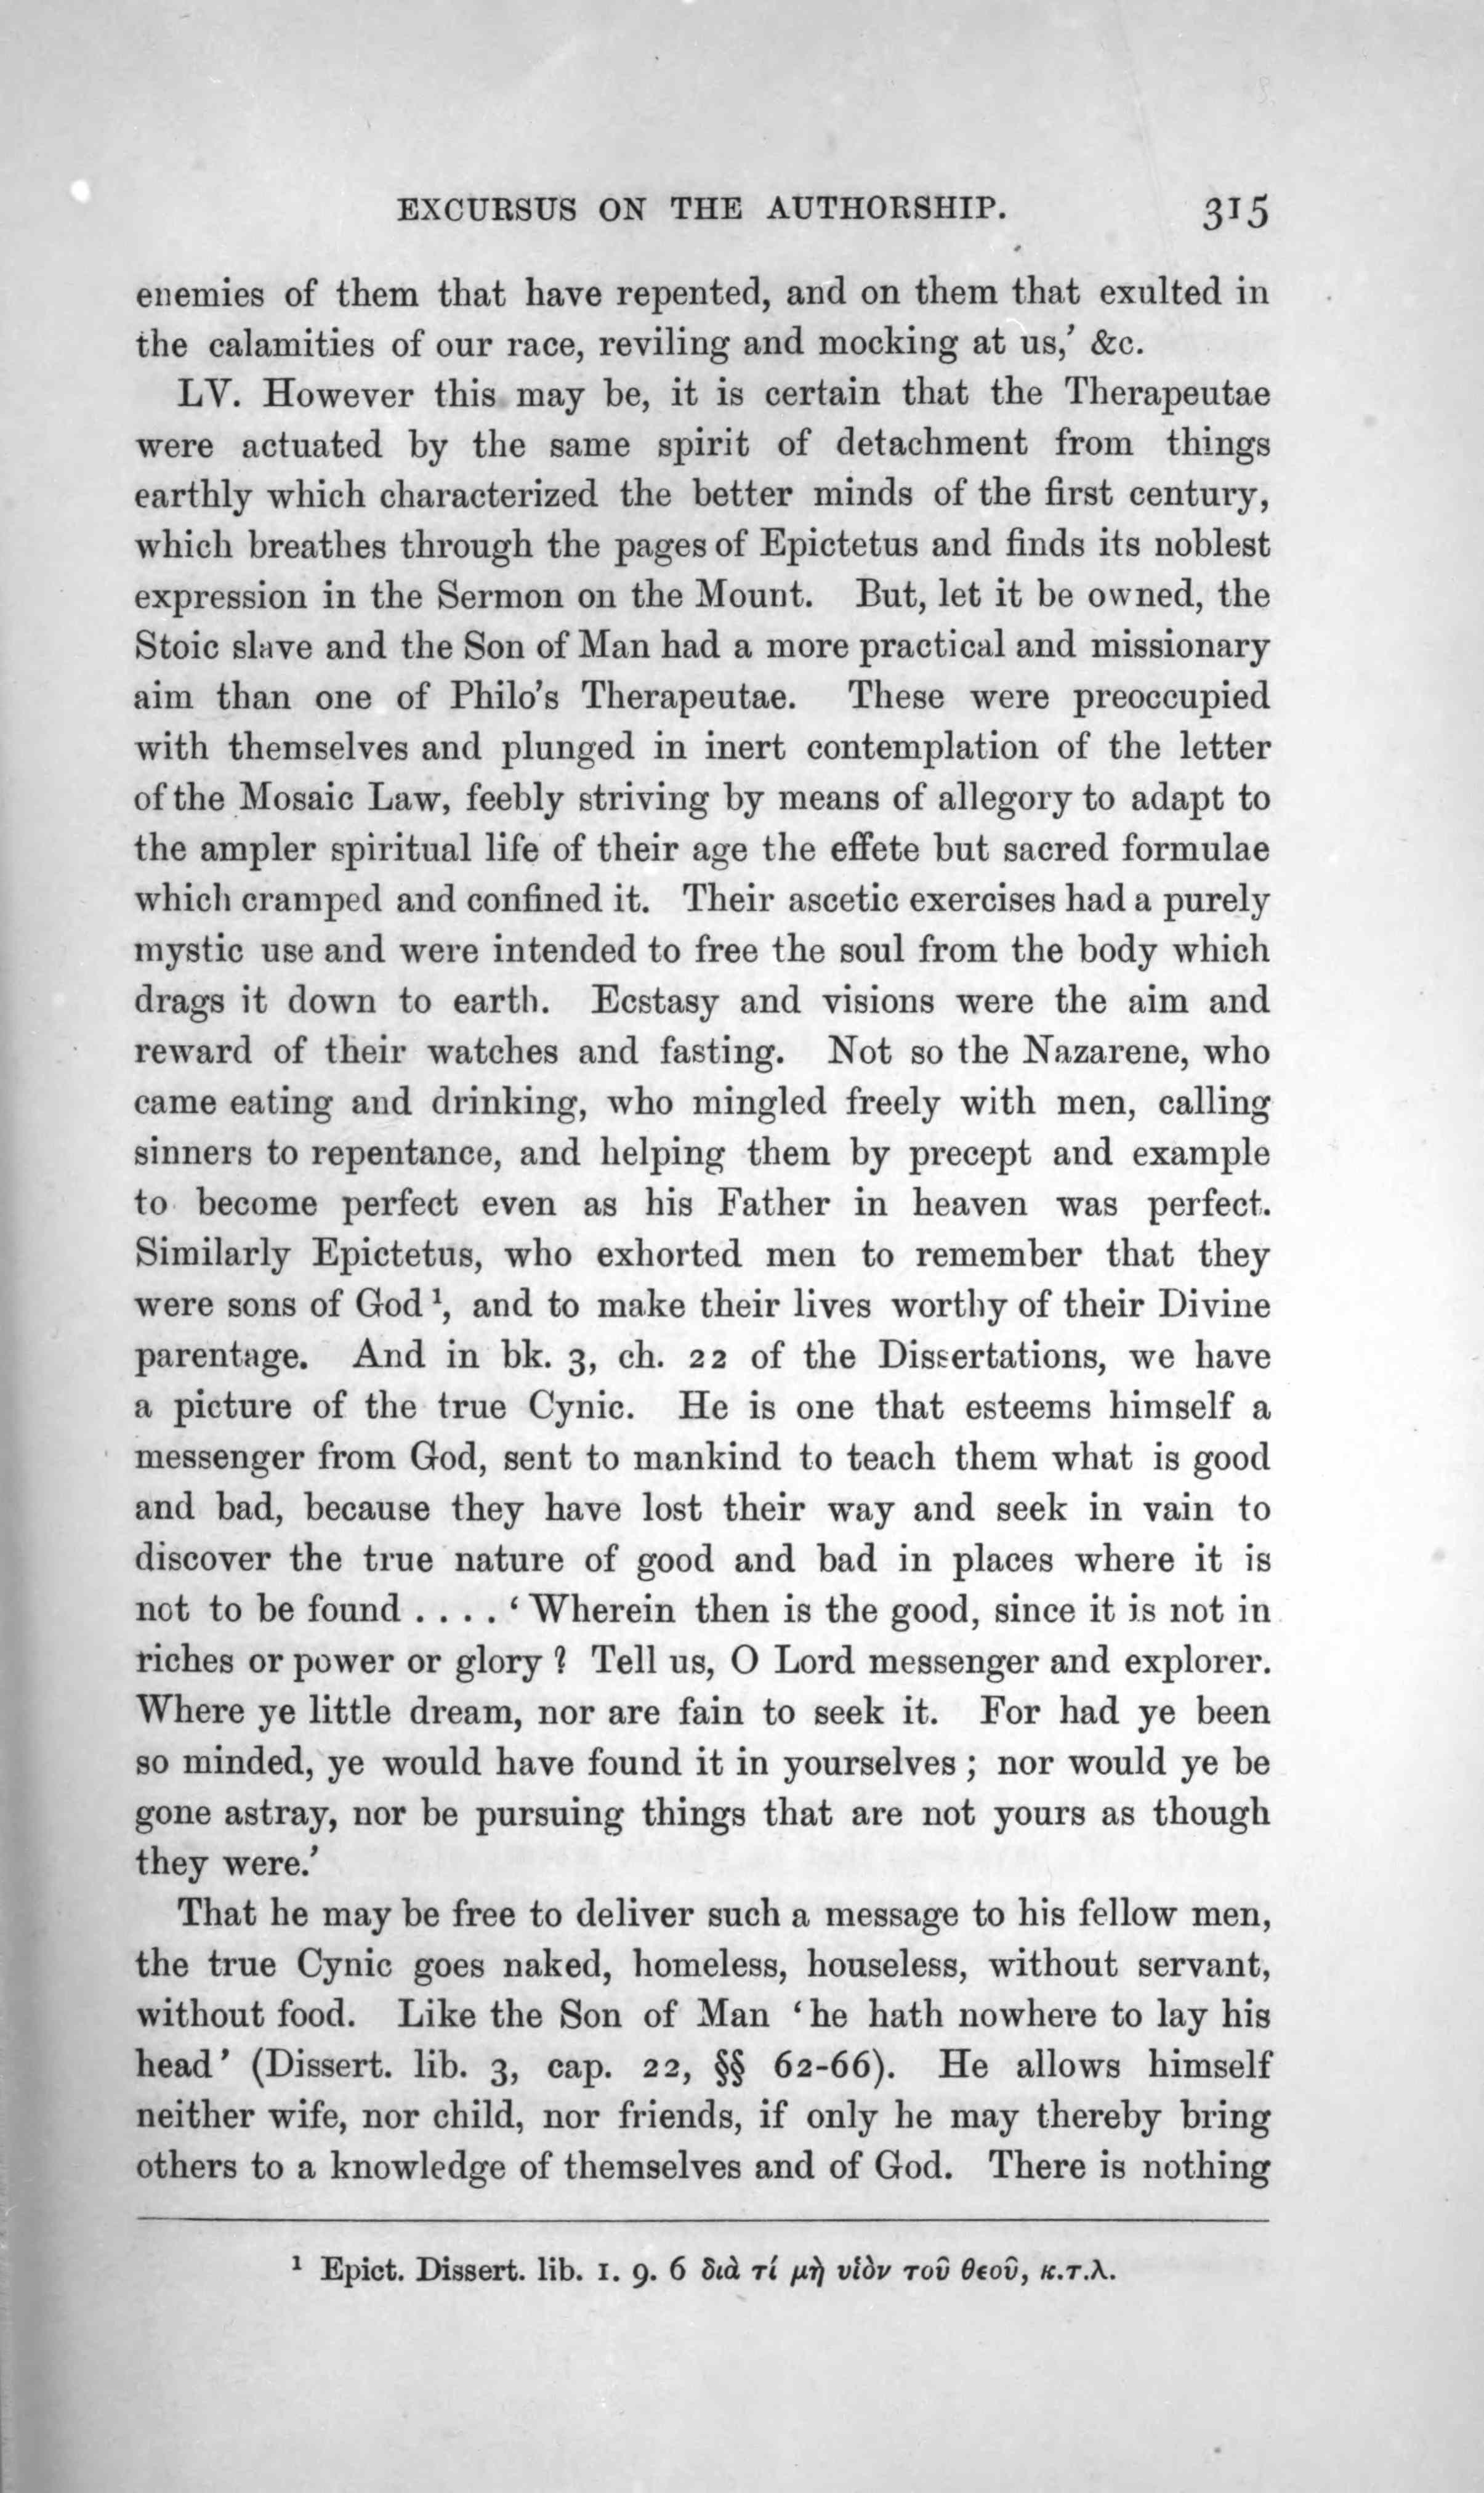 EXCURSUS ON THE AUTHORSHIP. 315
enemies of them that have repented, and on them that exulted in
the calamities of our race, reviling and mocking at us,’ &c.
LV. However this may be, it is certain that the Therapeutae
were actuated by the same spirit of detachment from things
earthly which characterized the better minds of the first century,
which breathes through the pages of Epictetus and finds its noblest
expression in the Sermon on the Mount. But, let it be owned, the
Stoic slave and the Son of Man had a more practical and missionary
aim than one of Philo’s Therapeutae. These were preoccupied
with themselves and plunged in inert contemplation of the letter
of the Mosaic Law, feebly striving by means of allegory to adapt to
the ampler spiritual life of their age the effete but sacred formulae
which cramped and confined it. Their ascetic exercises had a purely
mystic use and were intended to free the soul from the body which
drags it down to earth. Ecstasy and visions were the aim and
reward of their watches and fasting. Not so the Nazarene, who
came eating and drinking, who mingled freely with men, calling
sinners to repentance, and helping them by precept and example
to become perfect even as his Father in heaven was perfect.
Similarly Epictetus, who exhorted men to remember that they
were sons of God¹, and to make their lives worthy of their Divine
parentage. And in bk. 3, ch. 22 of the Dissertations, we have
a picture of the true Cynic. He is one that esteems himself a
messenger from God, sent to mankind to teach them what is good
and bad, because they have lost their way and seek in vain to
discover the true nature of good and bad in places where it is
not to be found . . . . ‘Wherein then is the good, since it is not in
riches or power or glory ? Tell us, O Lord messenger and explorer.
Where ye little dream, nor are fain to seek it. For had ye been
so minded, ye would have found it in yourselves ; nor would ye be
gone astray, nor be pursuing things that are not yours as though
they were.’
That he may be free to deliver such a message to his fellow men,
the true Cynic goes naked, homeless, houseless, without servant,
without food. Like the Son of Man ‘he hath nowhere to lay his
head’ (Dissert. lib. 3, cap. 22, §§ 62-66). He allows himself
neither wife, nor child, nor friends, if only he may thereby bring
others to a knowledge of themselves and of God. There is nothing
¹ Epict. Dissert. lib. 1. 9. 6 διὰ τί μὴ υἱὸν τοῦ θεοῦ, κ.τ.λ.